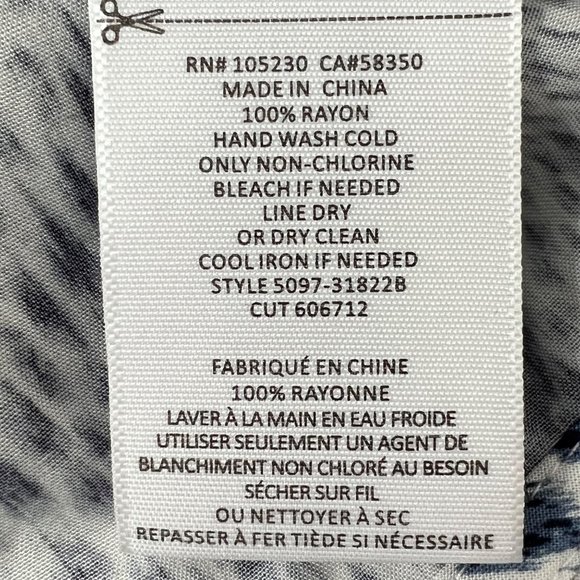 RN# 105230 CA#58350
MADE IN CHINA
100% RAYON
HAND WASH COLD
ONLY NON-CHLORINE
BLEACH IF NEEDED
LINE DRY
OR DRY CLEAN
COOL IRON IF NEEDED
STYLE 5097-31822B
CUT 606712
FABRIQUÉ EN CHINE
100% RAYONNE
LAVER À LA MAIN EN EAU FROIDE
UTILISER SEULEMENT UN AGENT DE
BLANCHIMENT NON CHLORÉ AU BESOIN
SÉCHER SUR FIL
OU NETTOYER À SEC
REPASSER À FER TIÈDE SI NÉCESSAIRE